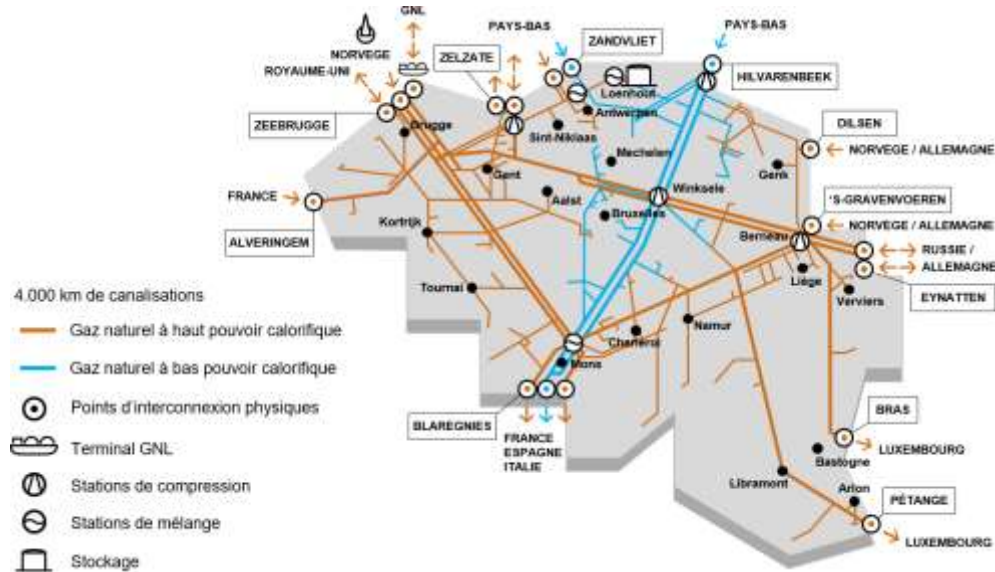 GNL
NORVEGE
ROYAUME-UNI
ZEEBRUGGE
PAYS-BAS
ZELZATE
ZANDVLIET
PAYS-BAS
HILVARENBEEK
Loenhout
Antwerpen
Brugge
Sint-Niklaas
DILSEN
NORVEGE / ALLEMAGNE
Mechelen
Gent
Genk
FRANCE
Aalst
Winksele
Bruxelles
'S-GRAVENVOEREN
NORVEGE / ALLEMAGNE
ALVERINGEM
Kortrijk
Berneau
RUSSIE /
ALLEMAGNE
Liège
EYNATTEN
Verviers
Tournai
4.000 km de canalisations
Gaz naturel à haut pouvoir calorifique
Charleroi
Namur
Gaz naturel à bas pouvoir calorifique
Mons
Points d'interconnexion physiques
BLAREGNIES
FRANCE
ESPAGNE
ITALIE
BRAS
LUXEMBOURG
Terminal GNL
Bastogne
Stations de compression
Libramont
Arlon
PÉTANGE
Stations de mélange
LUXEMBOURG
Stockage